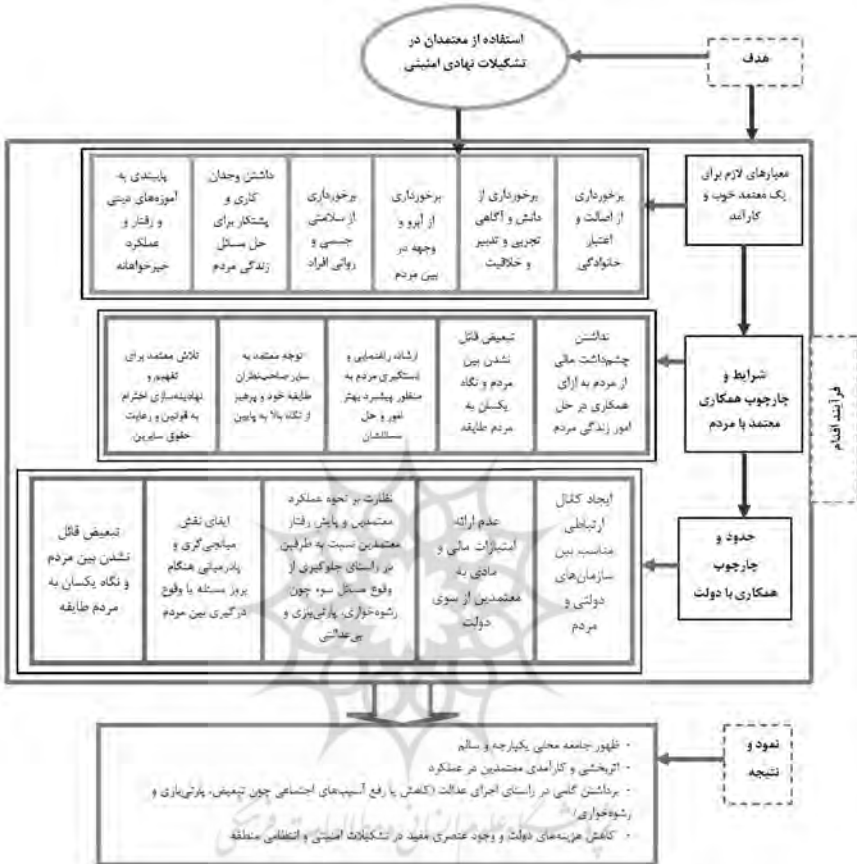 استفاده از معتمدان در
تشکیلات نهادی امنیتی
هدف
معیارهای لازم برای
یک معتمد خوب و
کارآمد
برخورداری
از اصالت و
اعتبار
خانوادگی
برخورداری از
دانش و آگاهی
تجربی و تدبیر
و خلاقیت
برخورداری
از آبرو و
وجهه در
بین مردم
برخورداری
از سلامتی
جسمی و
روانی افراد
داشتن وجدان
کاری و
پشتکار برای
حل مسائل
زندگی مردم
پایبندی به
آموزه‌های دینی
و رفتار و
عملکرد
خیرخواهانه
فرآیند اقدام
شرایط و
چارچوب همکاری
معتمد با مردم
نداشتن
چشم‌داشت مالی
از مردم به ازای
همکاری در حل
امور زندگی مردم
تبعیض قائل
نشدن بین
مردم و نگاه
یکسان به
مردم طایفه
ارشاد، راهنمایی و
دستگیری مردم به
منظور پیشبرد بهتر
امور و حل
مسائلشان
توجه معتمد به
سایر صاحب‌نظران
طایفه خود و پرهیز
از نگاه بالا به پایین
تلاش معتمد برای
تفهیم و
نهادینه‌سازی احترام
به قوانین و رعایت
حقوق سایرین
حدود و
چارچوب
همکاری با دولت
ایجاد کانال
ارتباطی
مناسب بین
سازمان‌های
دولتی و
مردم
عدم ارائه
امتیازات مالی و
مادی به
معتمدین از سوی
دولت
نظارت بر نحوه عملکرد
معتمدین و پایش رفتار
معتمدین نسبت به طرفین
در راستای جلوگیری از
وقوع مسائل سوء چون
رشوه‌خواری، پارتی‌بازی و
بی‌عدالتی
ایفای نقش
میانجی‌گری و
پادرمیانی هنگام
بروز مسئله یا وقوع
درگیری بین مردم
تبعیض قائل
نشدن بین مردم
و نگاه یکسان به
مردم طایفه
نمود و
نتیجه
- ظهور جامعه محلی یکپارچه و سالم
- اثربخشی و کارآمدی معتمدین در عملکرد
- برداشتن گامی در راستای اجرای عدالت (کاهش یا رفع آسیب‌های اجتماعی چون تبعیض، پارتی‌بازی و
رشوه‌خواری)
- کاهش هزینه‌های دولت و وجود عنصری مفید در تشکیلات امنیتی و انتظامی منطقه
پژوهشگاه علوم انسانی و مطالعات فرهنگی